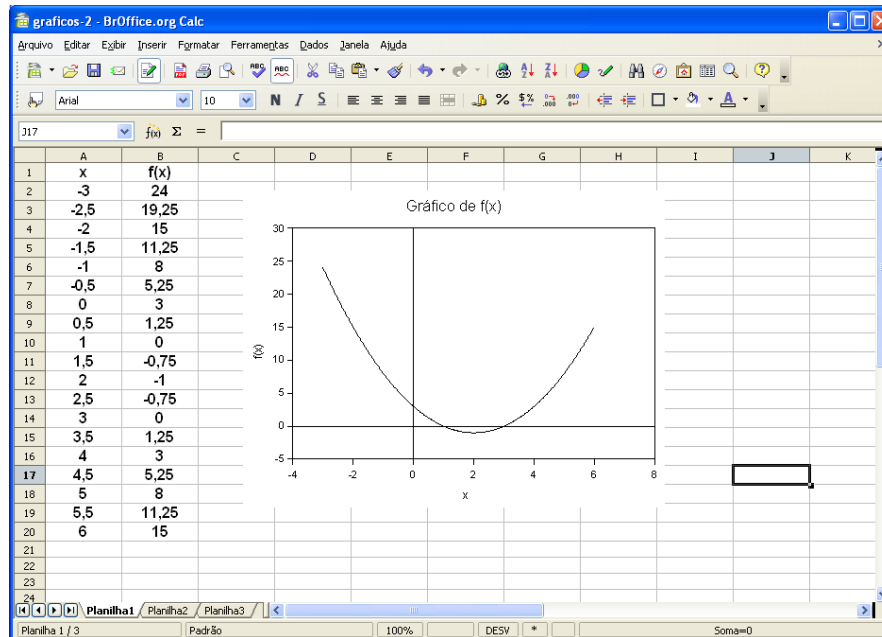 graficos-2 - BrOffice.org Calc
Arquivo Editar Exibir Inserir Formatar Ferramentas Dados Janela Ajuda
Arial 10 N I S
J17 f(x) Σ =
A B C D E F G H I J K
1 x f(x)
2 -3 24
3 -2,5 19,25
4 -2 15
5 -1,5 11,25
6 -1 8
7 -0,5 5,25
8 0 3
9 0,5 1,25
10 1 0
11 1,5 -0,75
12 2 -1
13 2,5 -0,75
14 3 0
15 3,5 1,25
16 4 3
17 4,5 5,25
18 5 8
19 5,5 11,25
20 6 15
21
22
23
24
Gráfico de f(x)
30
25
20
15
10
5
0
-5
f(x)
-4 -2 0 2 4 6 8
x
Planilha1 Planilha2 Planilha3
Planilha 1 / 3 Padrão 100% DESV * Soma=0